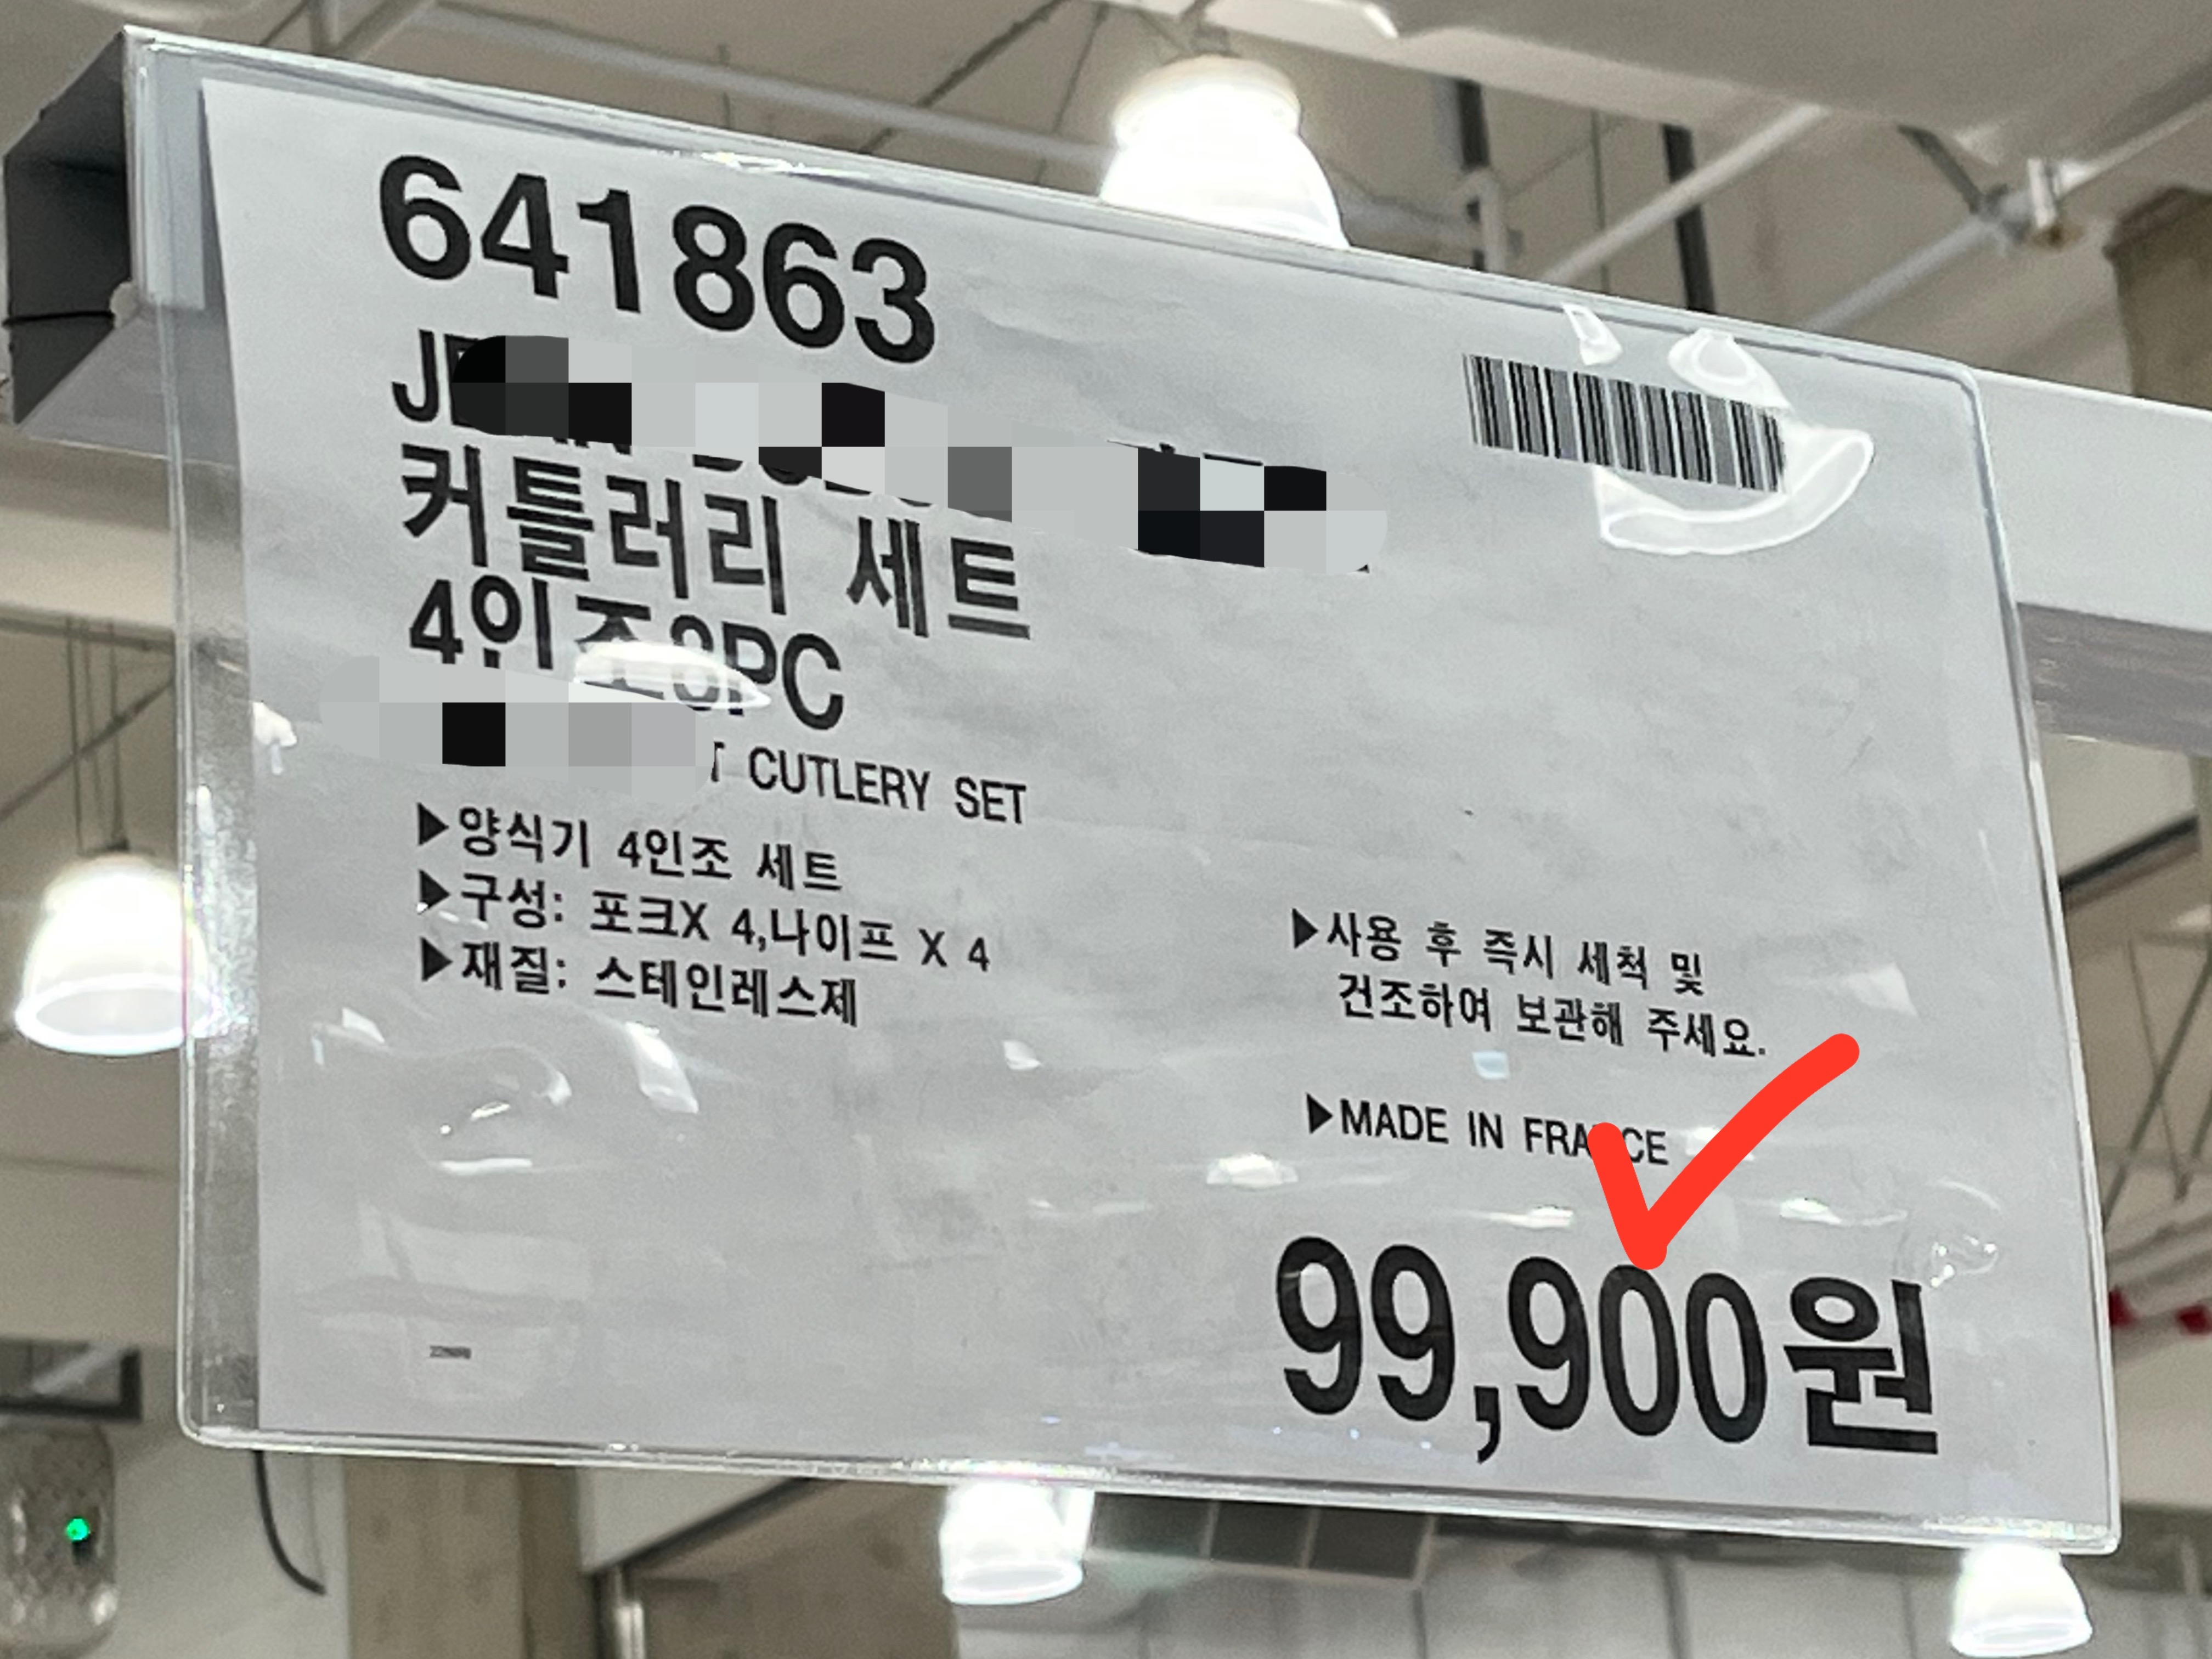 641863
커틀러리 세트
4인조8PC
CUTLERY SET
▶양식기 4인조 세트
▶구성: 포크X 4,나이프 X 4
▶재질: 스테인레스제
▶사용 후 즉시 세척 및
건조하여 보관해 주세요.
▶MADE IN FRANCE
99,900원